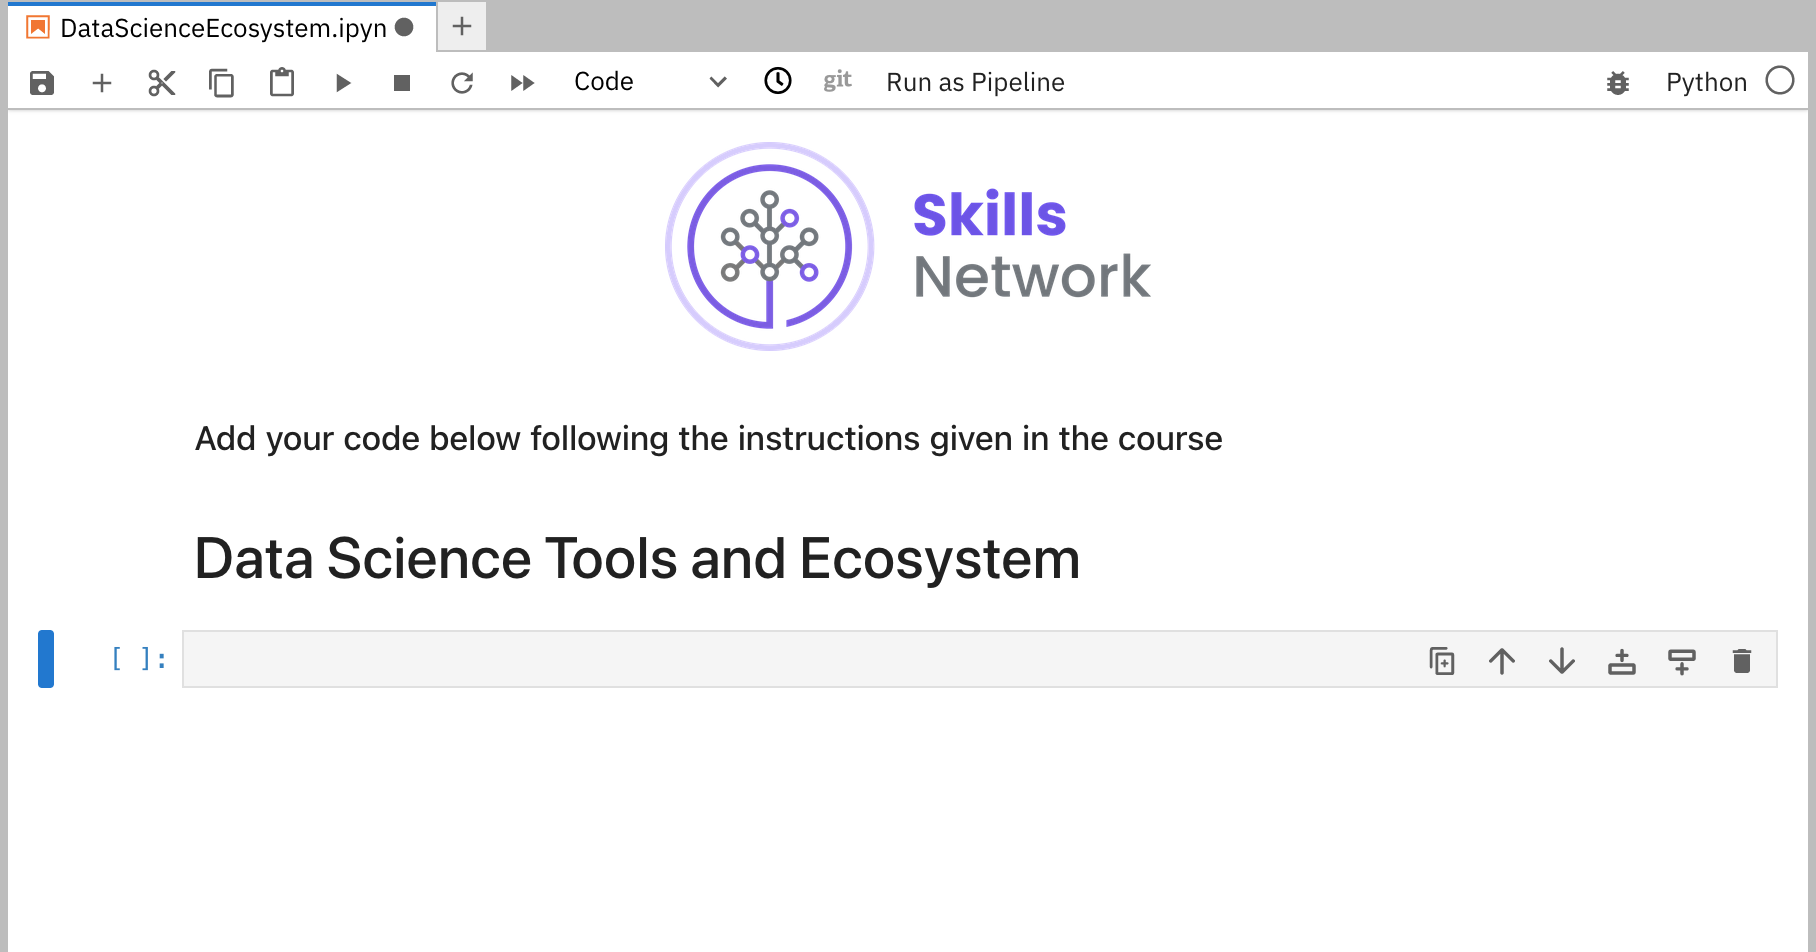 DataScienceEcosystem.ipyn
Code
git
Run as Pipeline
Python
Skills
Network
Add your code below following the instructions given in the course
Data Science Tools and Ecosystem
[ ]: